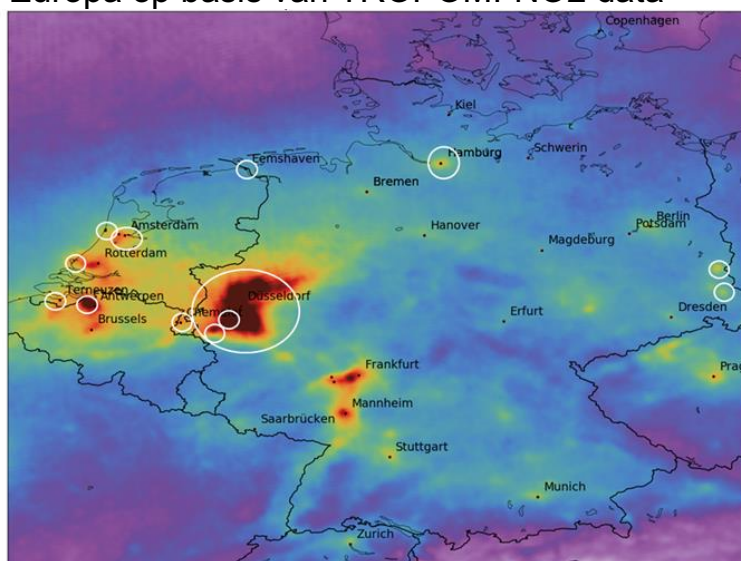 Europa op basis van TROPOMI NO2 data
Copenhagen
Kiel
Eemshaven
Hamburg
Schwerin
Bremen
Amsterdam
Berlin
Potsdam
Hanover
Magdeburg
Rotterdam
Terneuzen
Antwerpen
Düsseldorf
Brussels
Erfurt
Dresden
Frankfurt
Prag
Mannheim
Saarbrücken
Stuttgart
Munich
Zurich